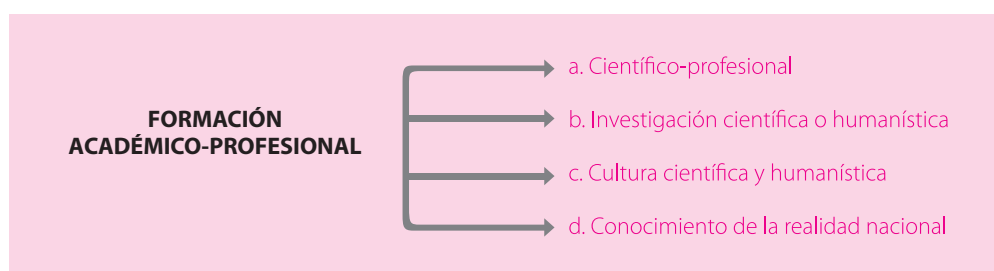 FORMACIÓN
ACADÉMICO-PROFESIONAL
a. Científico-profesional
b. Investigación científica o humanística
c. Cultura científica y humanística
d. Conocimiento de la realidad nacional